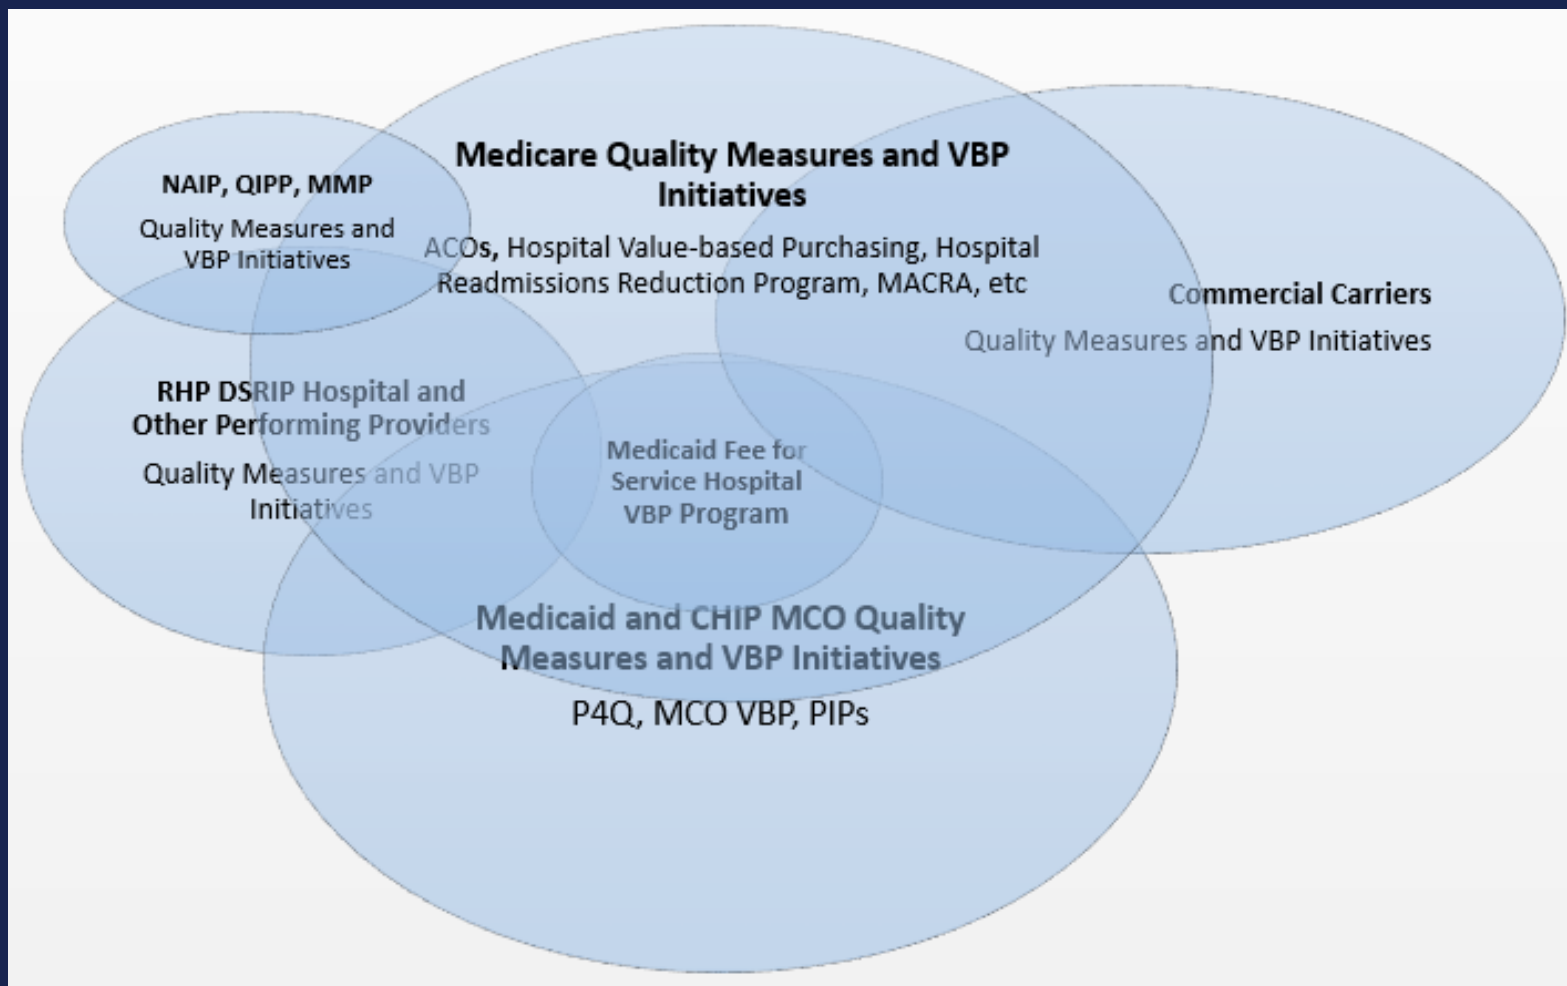 Medicare Quality Measures and VBP
Initiatives
ACOs, Hospital Value-based Purchasing, Hospital
Readmissions Reduction Program, MACRA, etc
NAIP, QIPP, MMP
Quality Measures and
VBP Initiatives
Commercial Carriers
Quality Measures and VBP Initiatives
RHP DSRIP Hospital and
Other Performing Providers
Quality Measures and VBP
Initiatives
Medicaid Fee for
Service Hospital
VBP Program
Medicaid and CHIP MCO Quality
Measures and VBP Initiatives
P4Q, MCO VBP, PIPs